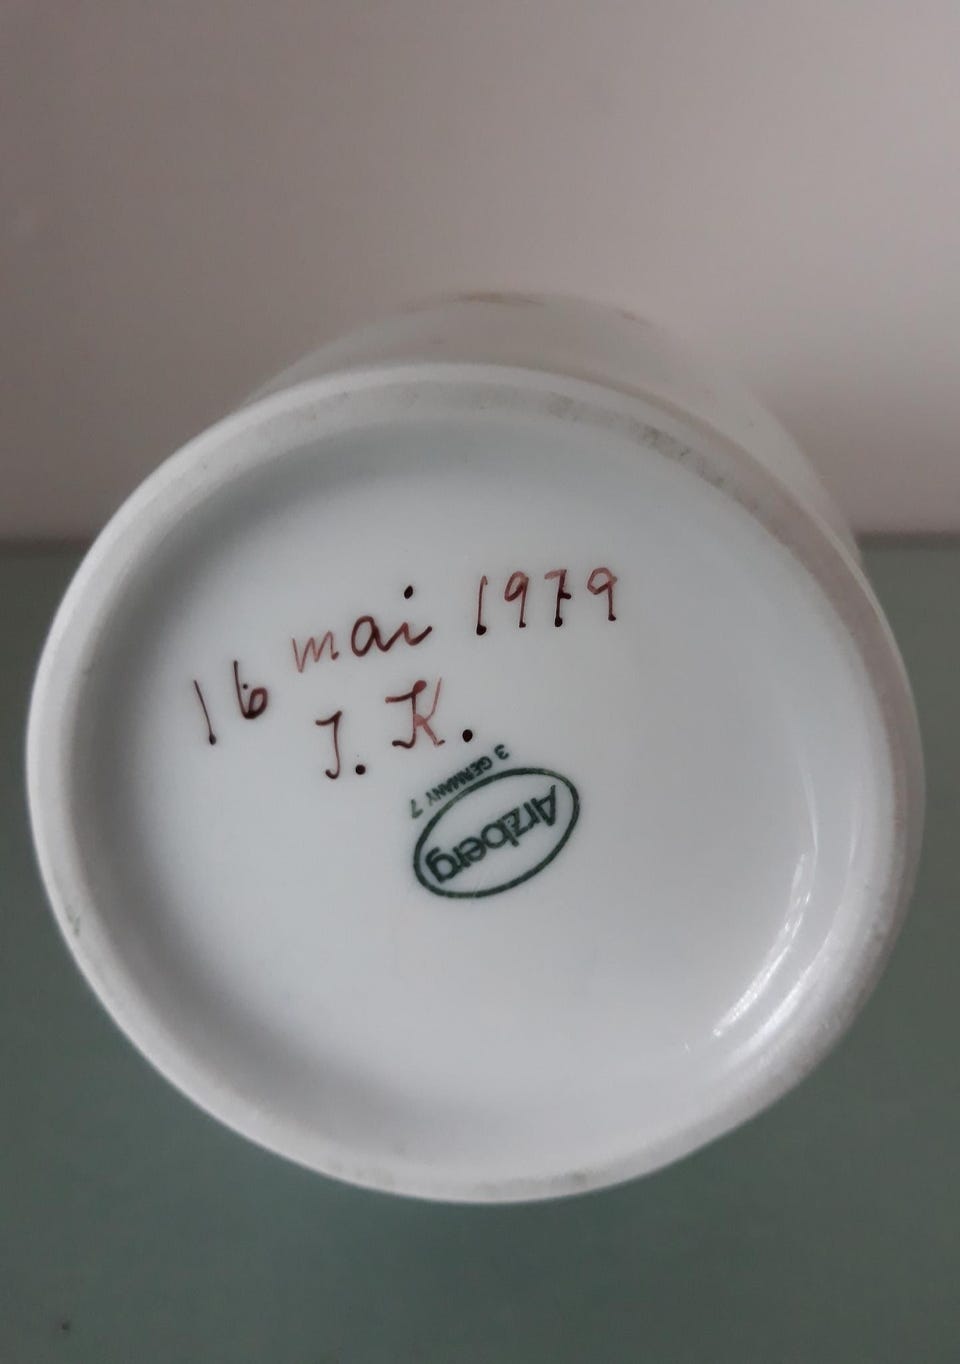 16 mai 1979
J. K.
Arzberg
3 GERMANY 7